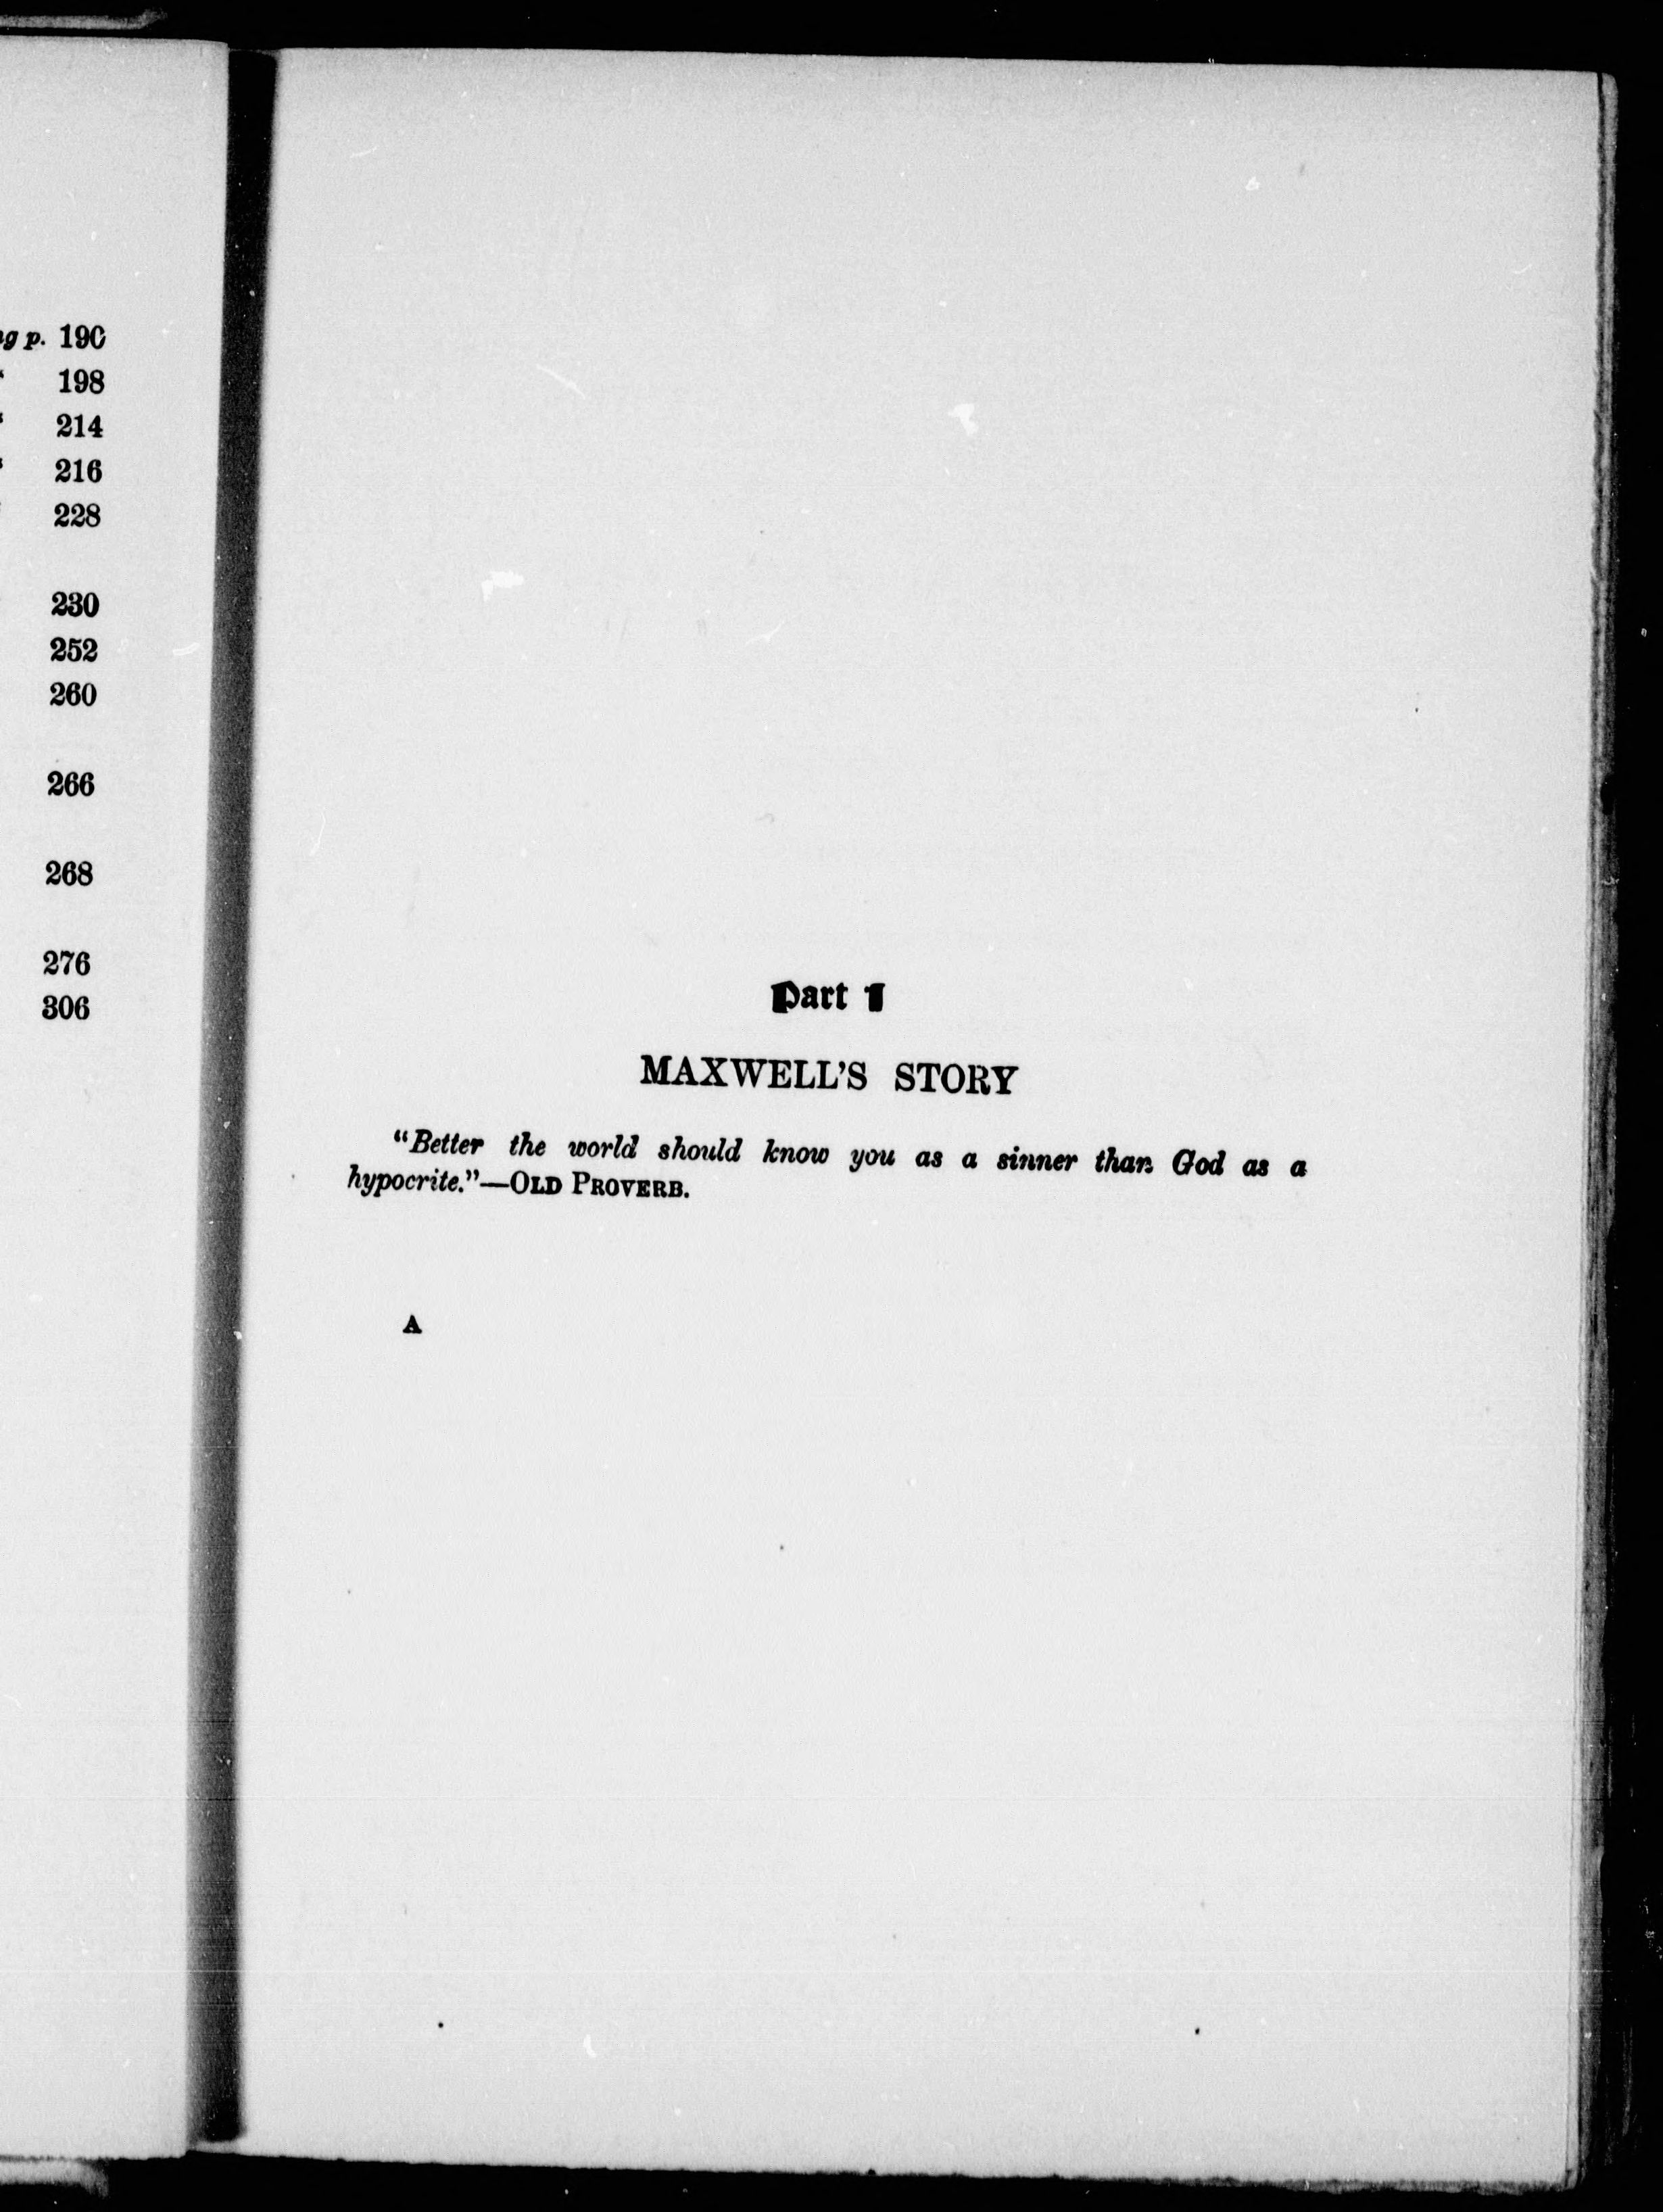 p. 190
198
214
216
228
230
252
260
266
268
276
306
Part I
MAXWELL'S STORY
"Better the world should know you as a sinner than God as a
hypocrite."—OLD PROVERB.
A